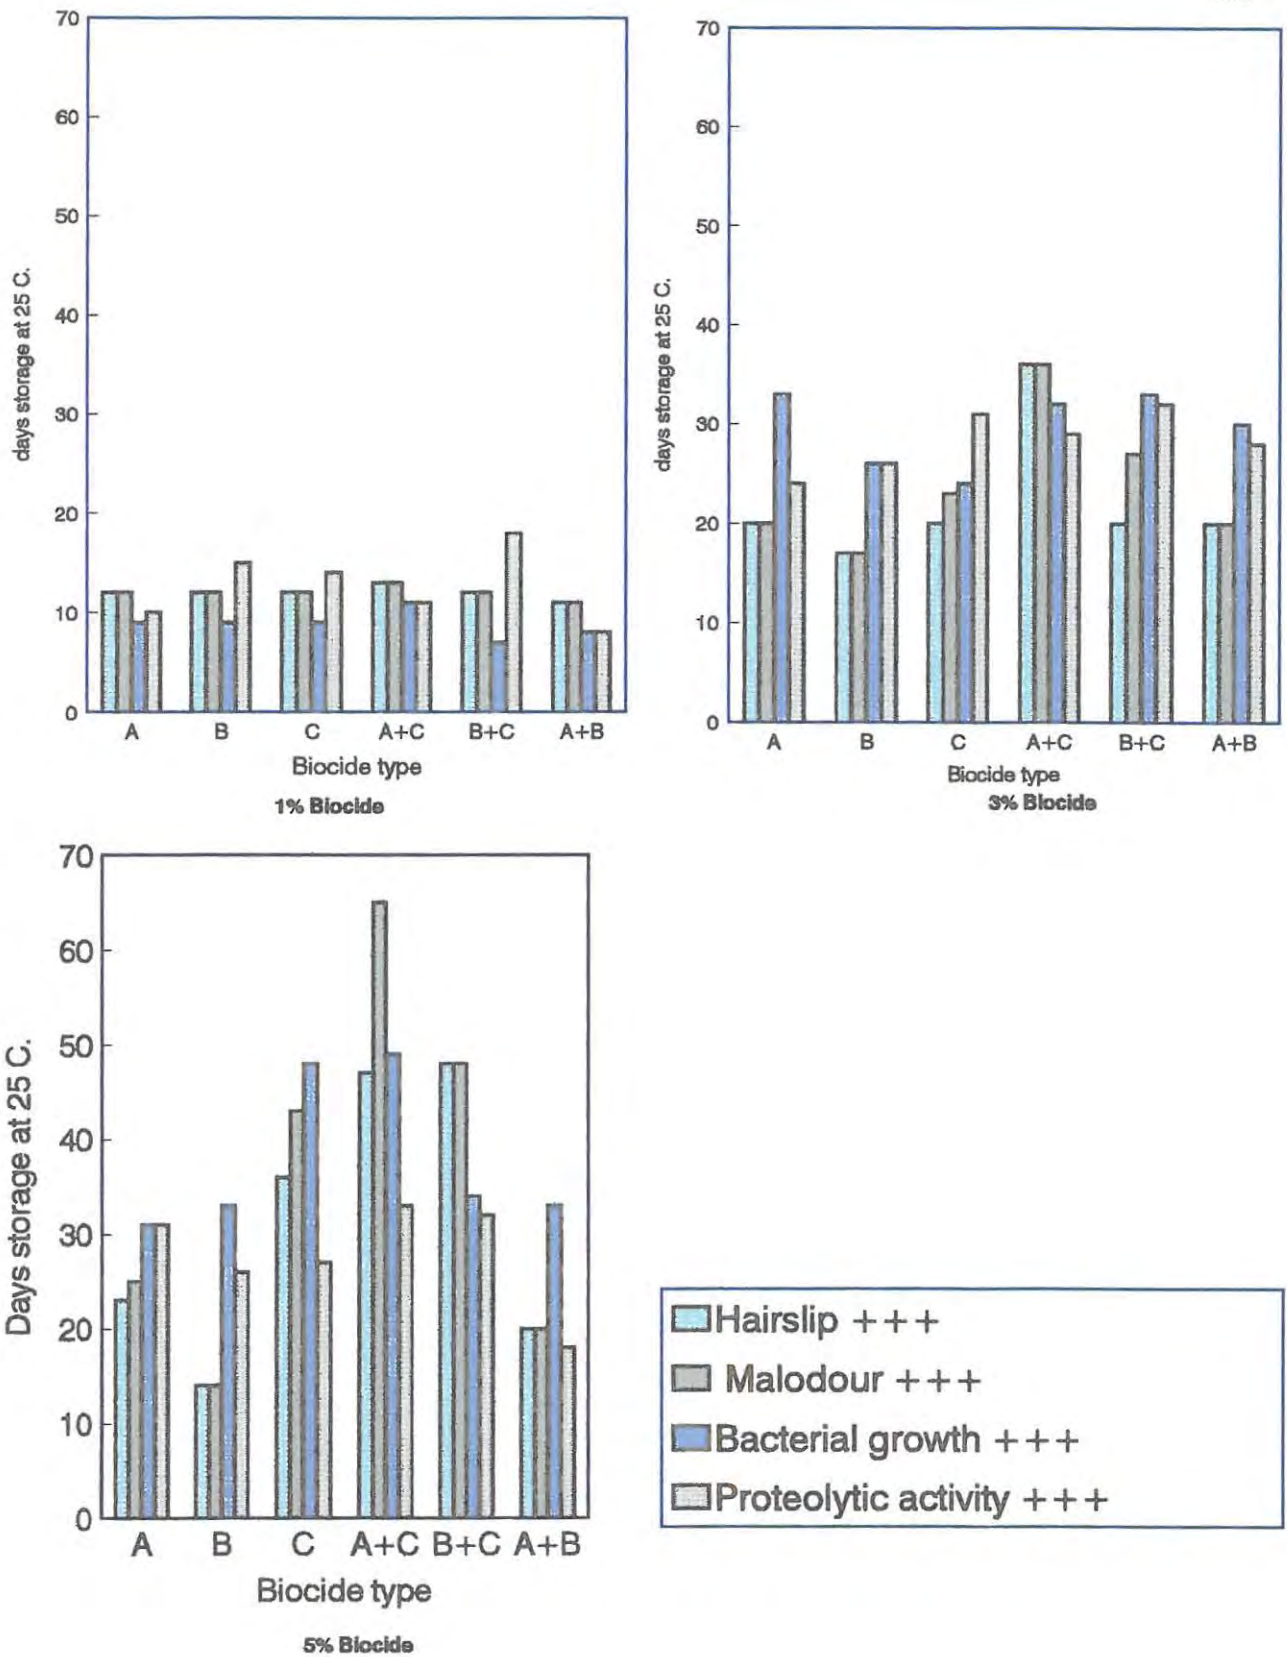 70
60
50
40
30
20
10
0
days storage at 25 C.
A B C A+C B+C A+B
Biocide type
1% Biocide
70
60
50
40
30
20
10
0
days storage at 25 C.
A B C A+C B+C A+B
Biocide type
3% Biocide
70
60
50
40
30
20
10
0
Days storage at 25 C.
A B C A+C B+C A+B
Biocide type
5% Biocide
Hairslip +++
Malodour +++
Bacterial growth +++
Proteolytic activity +++